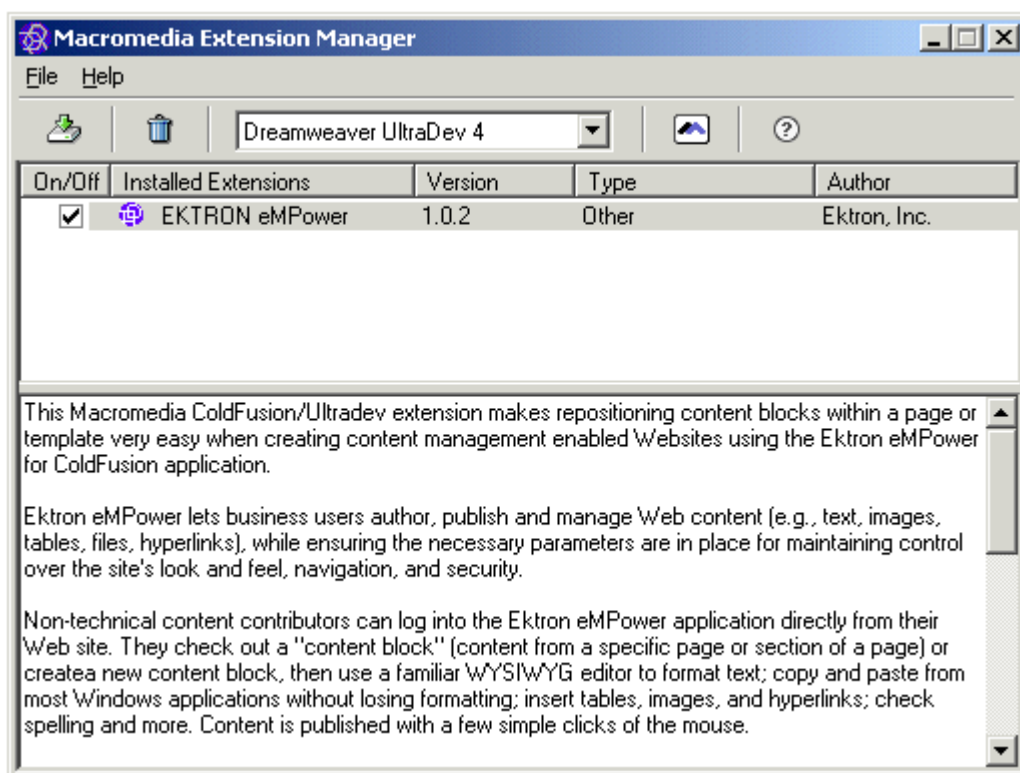 Macromedia Extension Manager
File Help
Dreamweaver UltraDev 4
On/Off Installed Extensions Version Type Author
EKTRON eMPower 1.0.2 Other Ektron, Inc.
This Macromedia ColdFusion/Ultradev extension makes repositioning content blocks within a page or
template very easy when creating content management enabled Websites using the Ektron eMPower
for ColdFusion application.
Ektron eMPower lets business users author, publish and manage Web content (e.g., text, images,
tables, files, hyperlinks), while ensuring the necessary parameters are in place for maintaining control
over the site's look and feel, navigation, and security.
Non-technical content contributors can log into the Ektron eMPower application directly from their
Web site. They check out a "content block" (content from a specific page or section of a page) or
createa new content block, then use a familiar WYSIWYG editor to format text; copy and paste from
most Windows applications without losing formatting; insert tables, images, and hyperlinks; check
spelling and more. Content is published with a few simple clicks of the mouse.